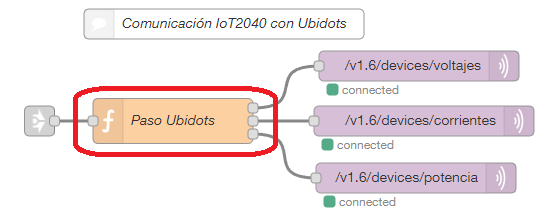 Comunicación IoT2040 con Ubidots
/v1.6/devices/voltajes
connected
Paso Ubidots
/v1.6/devices/corrientes
connected
/v1.6/devices/potencia
connected